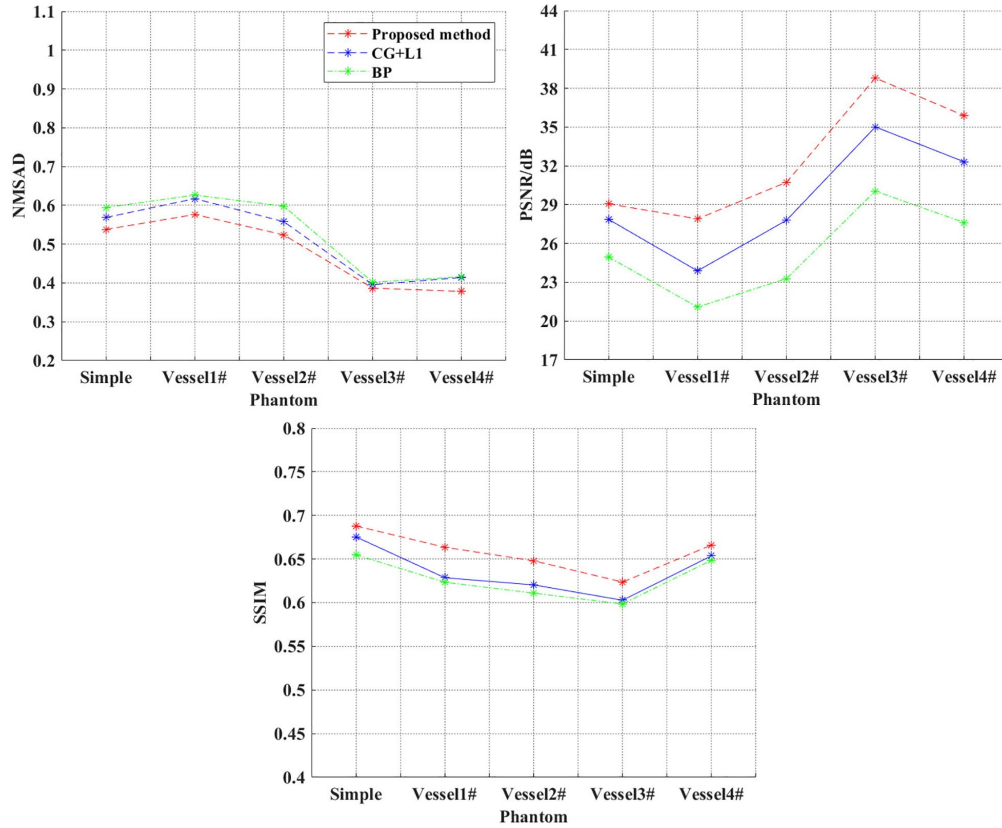 1.1
1
0.9
0.8
0.7
0.6
0.5
0.4
0.3
0.2
NMSAD
Proposed method
CG+L1
BP
Simple Vessel1# Vessel2# Vessel3# Vessel4#
Phantom
44
41
38
35
32
29
26
23
20
17
PSNR/dB
Simple Vessel1# Vessel2# Vessel3# Vessel4#
Phantom
0.8
0.75
0.7
0.65
0.6
0.55
0.5
0.45
0.4
SSIM
Simple Vessel1# Vessel2# Vessel3# Vessel4#
Phantom